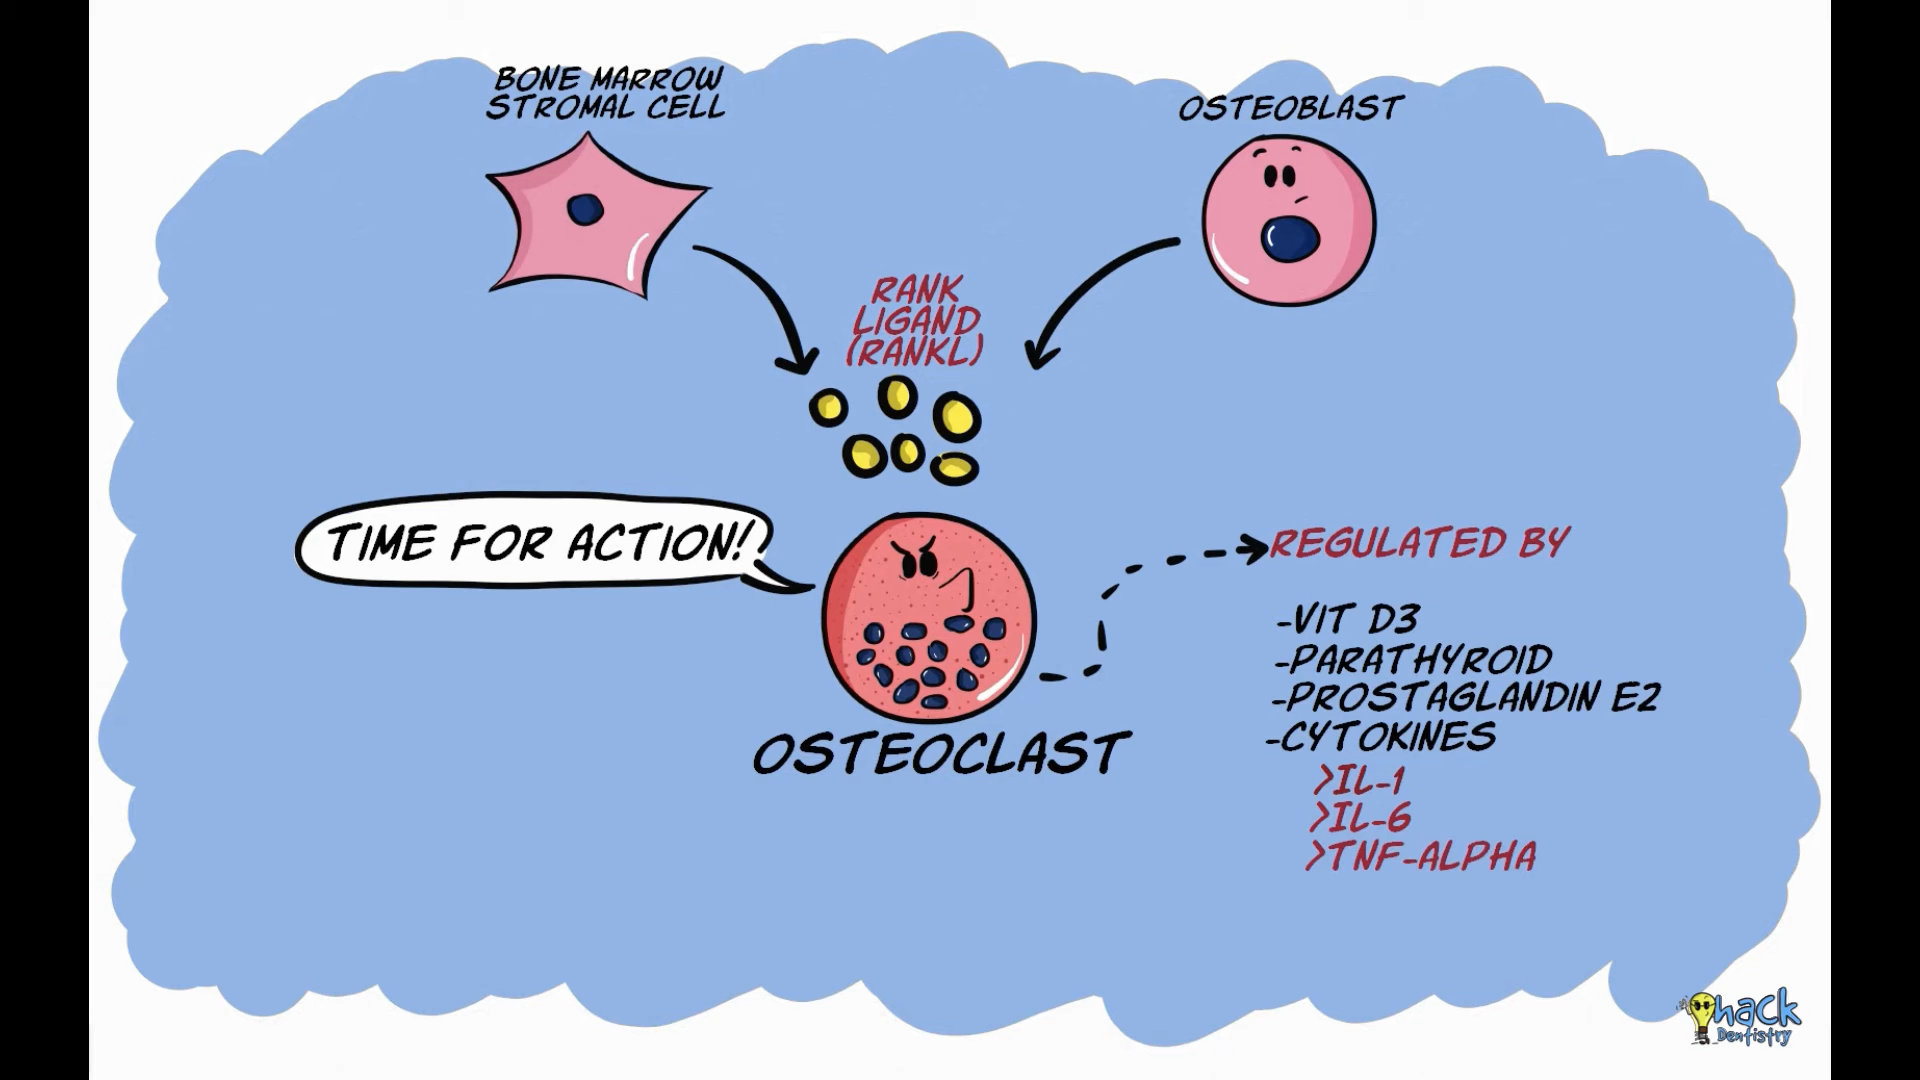 BONE MARROW
STROMAL CELL
OSTEOBLAST
RANK
LIGAND
(RANKL)
TIME FOR ACTION!
OSTEOCLAST
REGULATED BY
-VIT D3
-PARATHYROID
-PROSTAGLANDIN E2
-CYTOKINES
>IL-1
>IL-6
>TNF-ALPHA
hack
Dentistry